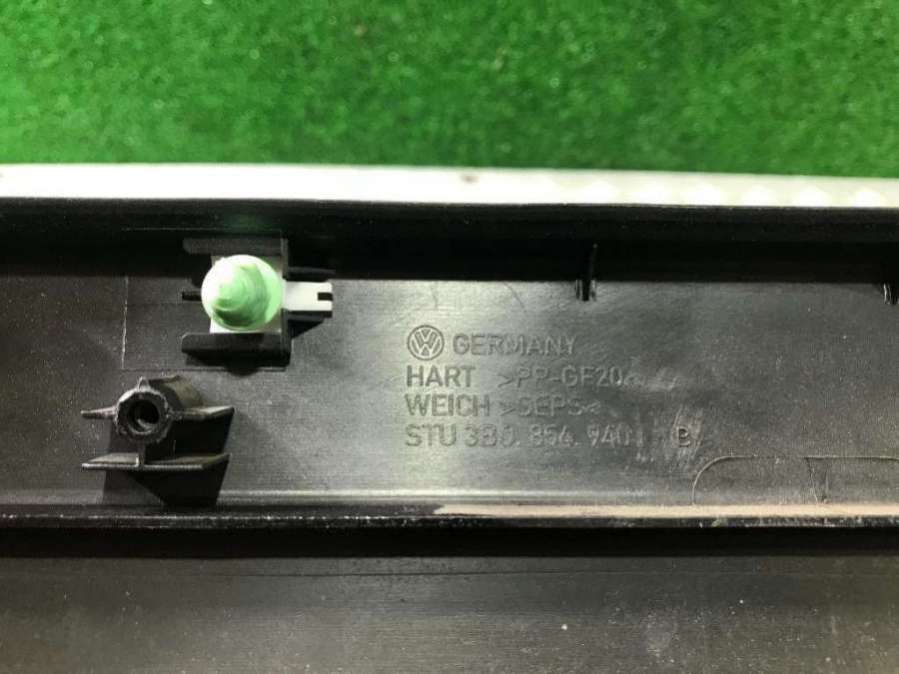 GERMANY
HART >PP-GF20<
WEICH >SEPS<
STU 3B0. 854. 940 B